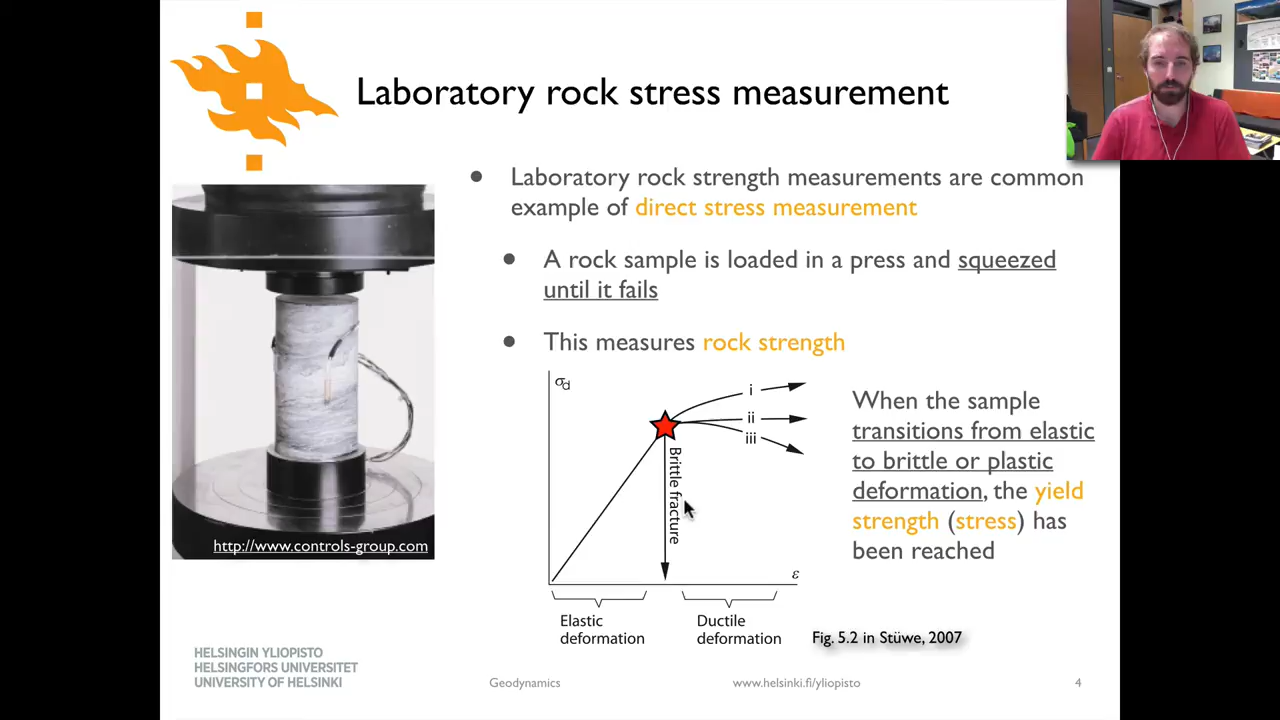 Laboratory rock stress measurement
Laboratory rock strength measurements are common
example of direct stress measurement
A rock sample is loaded in a press and squeezed
until it fails
This measures rock strength
σd
i
ii
iii
Brittle fracture
ε
Elastic
deformation
Ductile
deformation
When the sample
transitions from elastic
to brittle or plastic
deformation, the yield
strength (stress) has
been reached
http://www.controls-group.com
Fig. 5.2 in Stüwe, 2007
HELSINGIN YLIOPISTO
HELSINGFORS UNIVERSITET
UNIVERSITY OF HELSINKI
Geodynamics
www.helsinki.fi/yliopisto
4